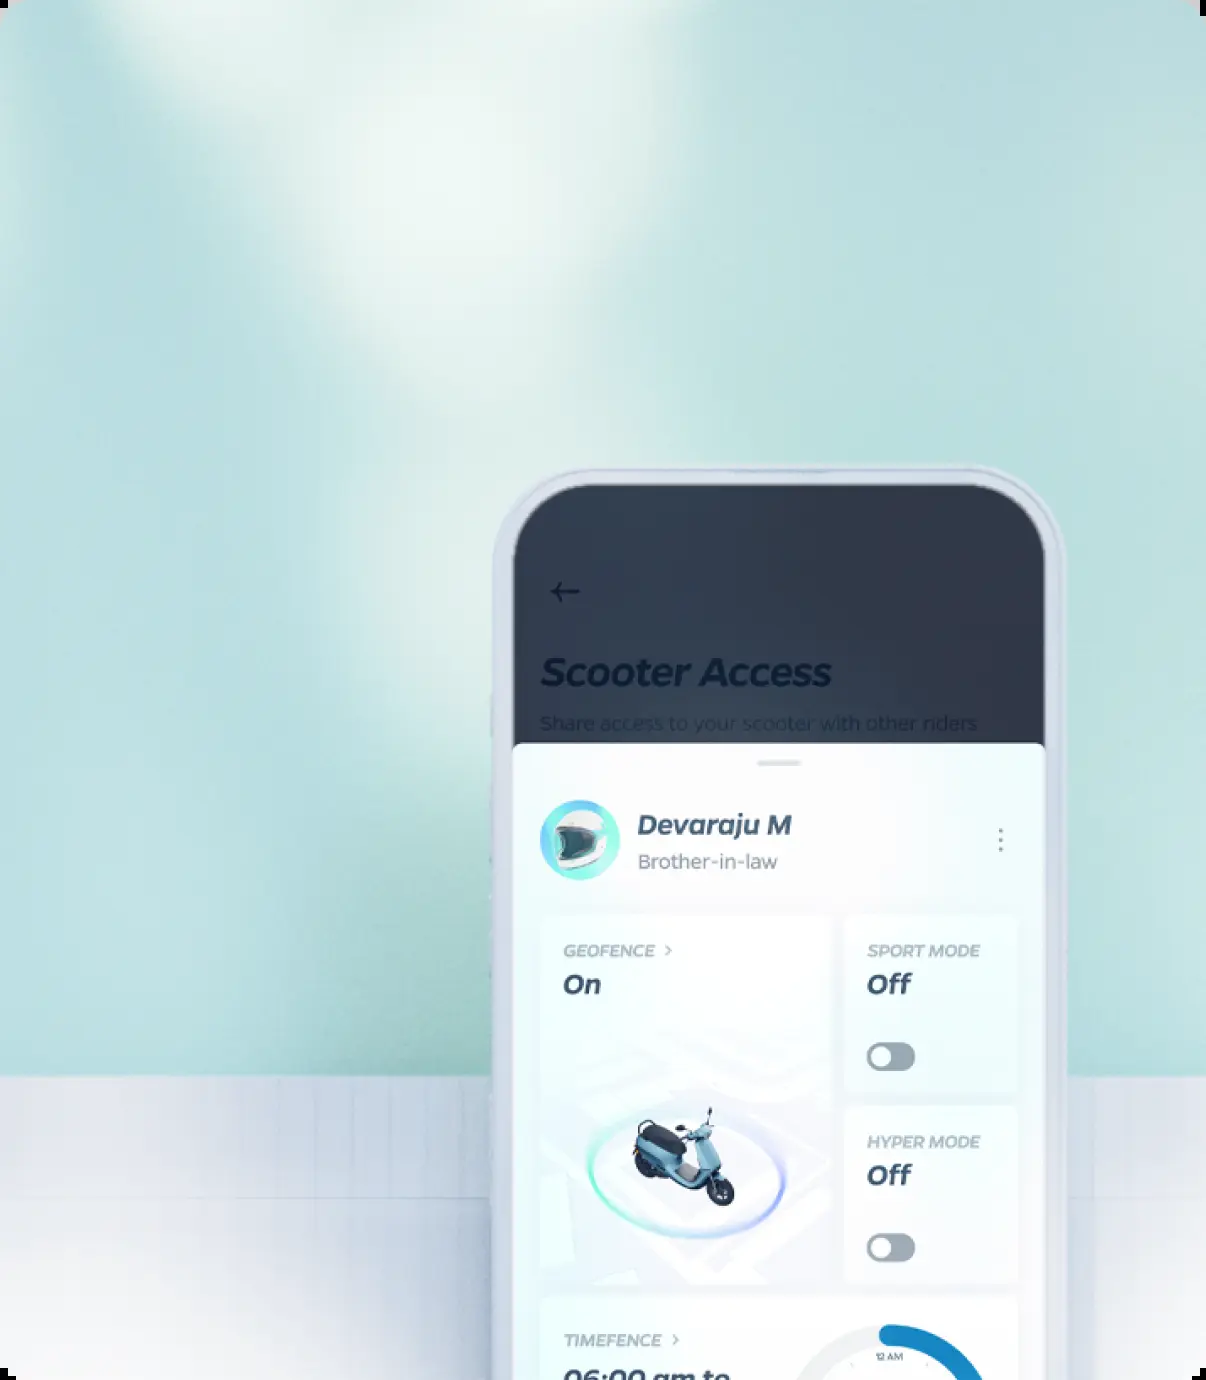 Scooter Access
Share access to your scooter with other riders
Devaraju M
Brother-in-law
GEOFENCE >
On
SPORT MODE
Off
HYPER MODE
Off
TIMEFENCE >
12 AM
06:00 am to